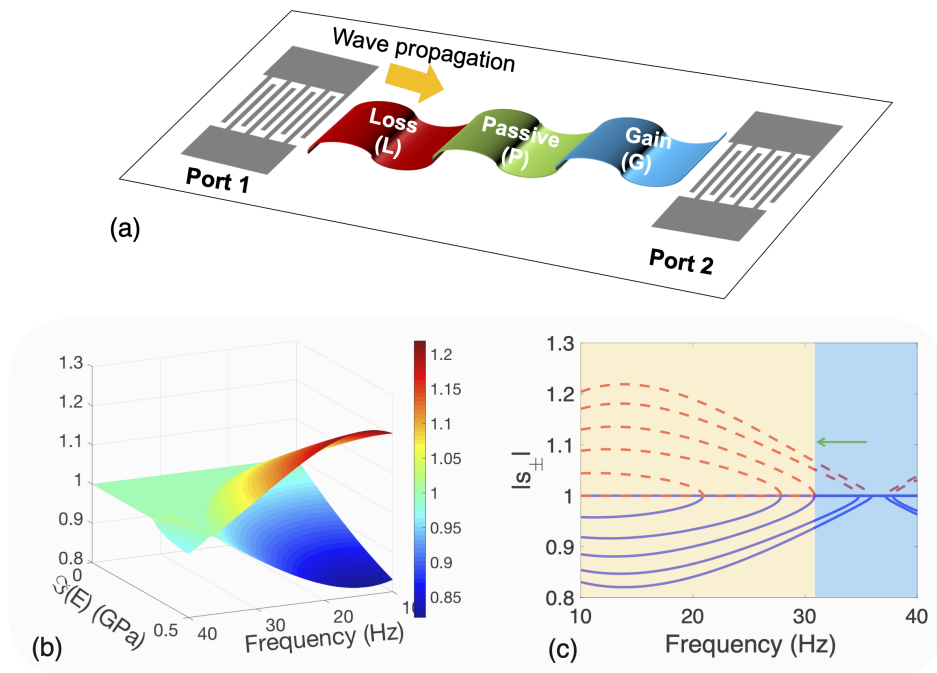 Wave propagation
Loss
(L)
Passive
(P)
Gain
(G)
Port 1
Port 2
(a)
1.3
1.2
1.1
1
0.9
0.8
0
0.5
ℑ(E) (GPa)
40
30
20
10
Frequency (Hz)
1.2
1.15
1.1
1.05
1
0.95
0.9
0.85
(b)
1.3
1.2
1.1
1
0.9
0.8
|s∓|
10
20
30
40
Frequency (Hz)
(c)